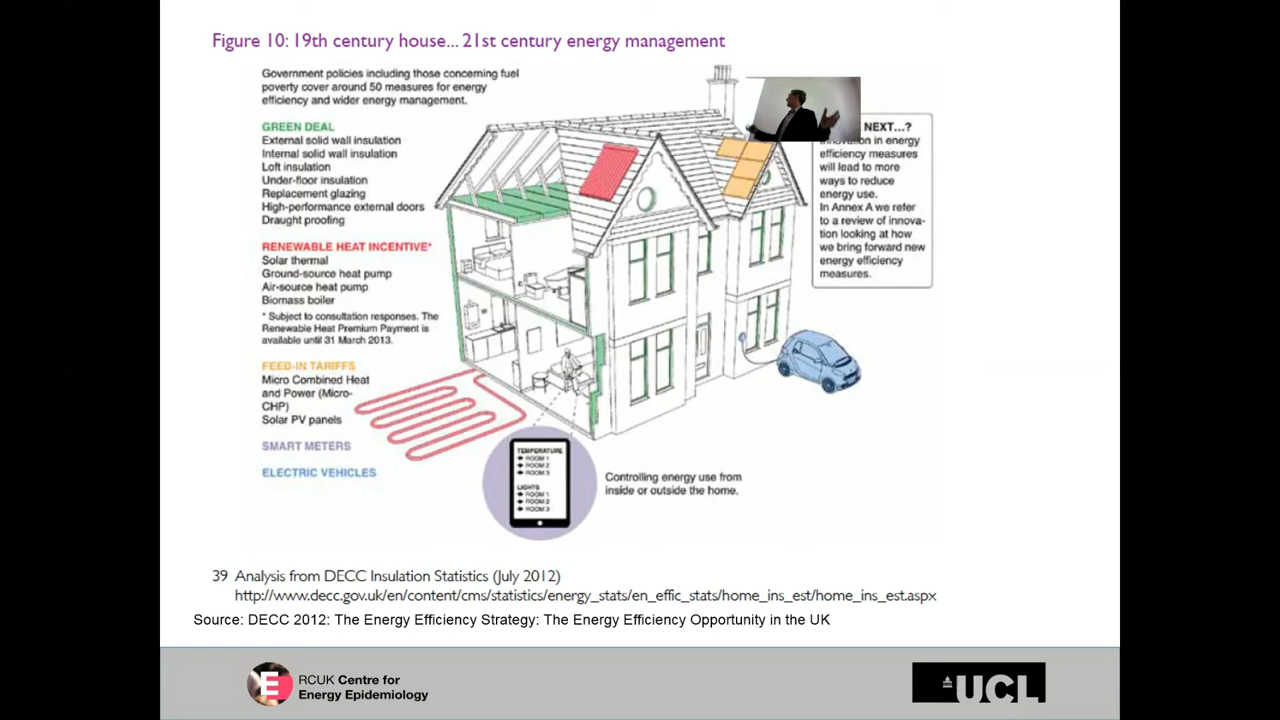 Figure 10: 19th century house... 21st century energy management
Government policies including those concerning fuel
poverty cover around 50 measures for energy
efficiency and wider energy management.
GREEN DEAL
External solid wall insulation
Internal solid wall insulation
Loft insulation
Under-floor insulation
Replacement glazing
High-performance external doors
Draught proofing
RENEWABLE HEAT INCENTIVE*
Solar thermal
Ground-source heat pump
Air-source heat pump
Biomass boiler
* Subject to consultation responses. The
Renewable Heat Premium Payment is
available until 31 March 2013.
FEED-IN TARIFFS
Micro Combined Heat
and Power (Micro-
CHP)
Solar PV panels
SMART METERS
ELECTRIC VEHICLES
NEXT...?
in energy
efficiency measures
will lead to more
ways to reduce
energy use.
In Annex A we refer
to a review of innova-
tion looking at how
we bring forward new
energy efficiency
measures.
TEMPERATURE
ROOM 1
ROOM 2
ROOM 3
LIGHTS
ROOM 1
ROOM 2
ROOM 3
Controlling energy use from
inside or outside the home.
39 Analysis from DECC Insulation Statistics (July 2012)
http://www.decc.gov.uk/en/content/cms/statistics/energy_stats/en_effic_stats/home_ins_est/home_ins_est.aspx
Source: DECC 2012: The Energy Efficiency Strategy: The Energy Efficiency Opportunity in the UK
E
RCUK Centre for
Energy Epidemiology
UCL